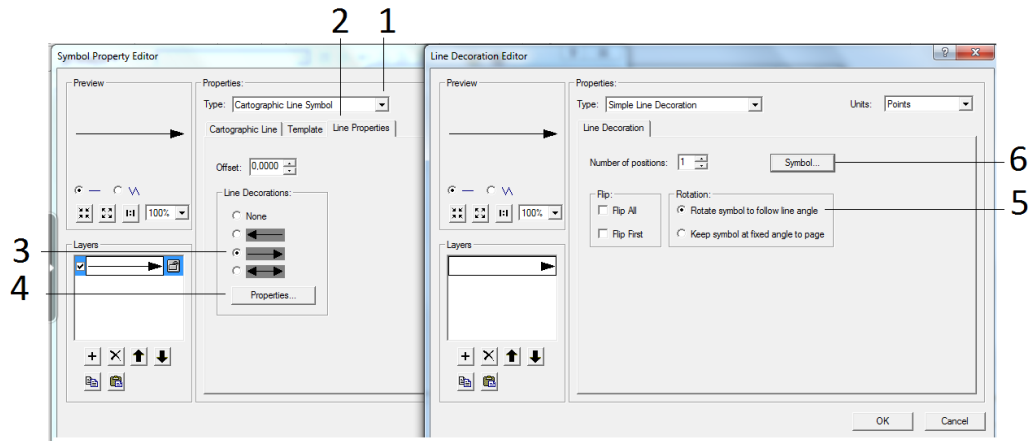 1
2
Symbol Property Editor
Preview
100%
Layers
Properties:
Type: Cartographic Line Symbol
Cartographic Line Template Line Properties
Offset: 0,0000
Line Decorations:
None
3
4
Properties...
Line Decoration Editor
Preview
100%
Layers
Properties:
Type: Simple Line Decoration
Units: Points
Line Decoration
Number of positions: 1
Symbol...
6
Flip:
Flip All
Flip First
Rotation:
Rotate symbol to follow line angle
5
Keep symbol at fixed angle to page
OK
Cancel